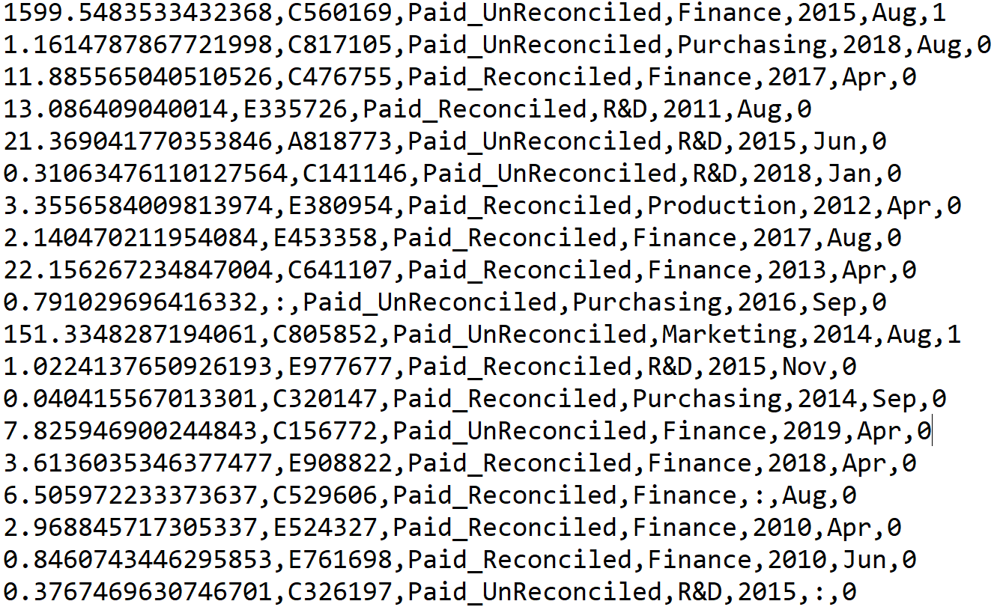 1599.5483533432368,C560169,Paid_UnReconciled,Finance,2015,Aug,1
1.1614787867721998,C817105,Paid_UnReconciled,Purchasing,2018,Aug,0
11.885565040510526,C476755,Paid_Reconciled,Finance,2017,Apr,0
13.086409040014,E335726,Paid_Reconciled,R&D,2011,Aug,0
21.369041770353846,A818773,Paid_UnReconciled,R&D,2015,Jun,0
0.31063476110127564,C141146,Paid_UnReconciled,R&D,2018,Jan,0
3.3556584009813974,E380954,Paid_Reconciled,Production,2012,Apr,0
2.140470211954084,E453358,Paid_Reconciled,Finance,2017,Aug,0
22.156267234847004,C641107,Paid_Reconciled,Finance,2013,Apr,0
0.791029696416332,:,Paid_UnReconciled,Purchasing,2016,Sep,0
151.3348287194061,C805852,Paid_UnReconciled,Marketing,2014,Aug,1
1.0224137650926193,E977677,Paid_Reconciled,R&D,2015,Nov,0
0.040415567013301,C320147,Paid_Reconciled,Purchasing,2014,Sep,0
7.825946900244843,C156772,Paid_UnReconciled,Finance,2019,Apr,0
3.6136035346377477,E908822,Paid_Reconciled,Finance,2018,Apr,0
6.505972233373637,C529606,Paid_Reconciled,Finance,:,Aug,0
2.968845717305337,E524327,Paid_Reconciled,Finance,2010,Apr,0
0.8460743446295853,E761698,Paid_Reconciled,Finance,2010,Jun,0
0.3767469630746701,C326197,Paid_UnReconciled,R&D,2015,:,0